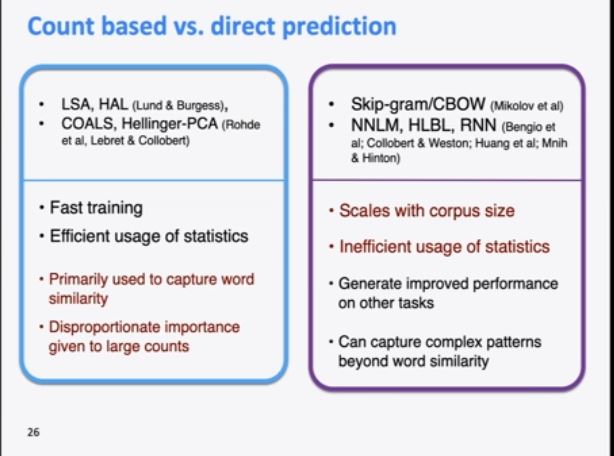 Count based vs. direct prediction
• LSA, HAL (Lund & Burgess),
• COALS, Hellinger-PCA (Rohde
et al, Lebret & Collobert)
• Fast training
• Efficient usage of statistics
• Primarily used to capture word
similarity
• Disproportionate importance
given to large counts
• Skip-gram/CBOW (Mikolov et al)
• NNLM, HLBL, RNN (Bengio et
al; Collobert & Weston; Huang et al; Mnih
& Hinton)
• Scales with corpus size
• Inefficient usage of statistics
• Generate improved performance
on other tasks
• Can capture complex patterns
beyond word similarity
26